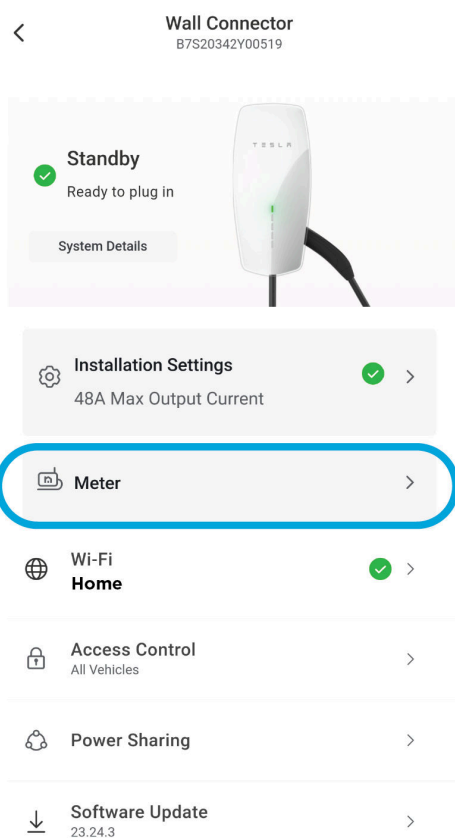 Wall Connector
B7S20342Y00519
Standby
Ready to plug in
System Details
TESLA
Installation Settings
48A Max Output Current
Meter
Wi-Fi
Home
Access Control
All Vehicles
Power Sharing
Software Update
23.24.3